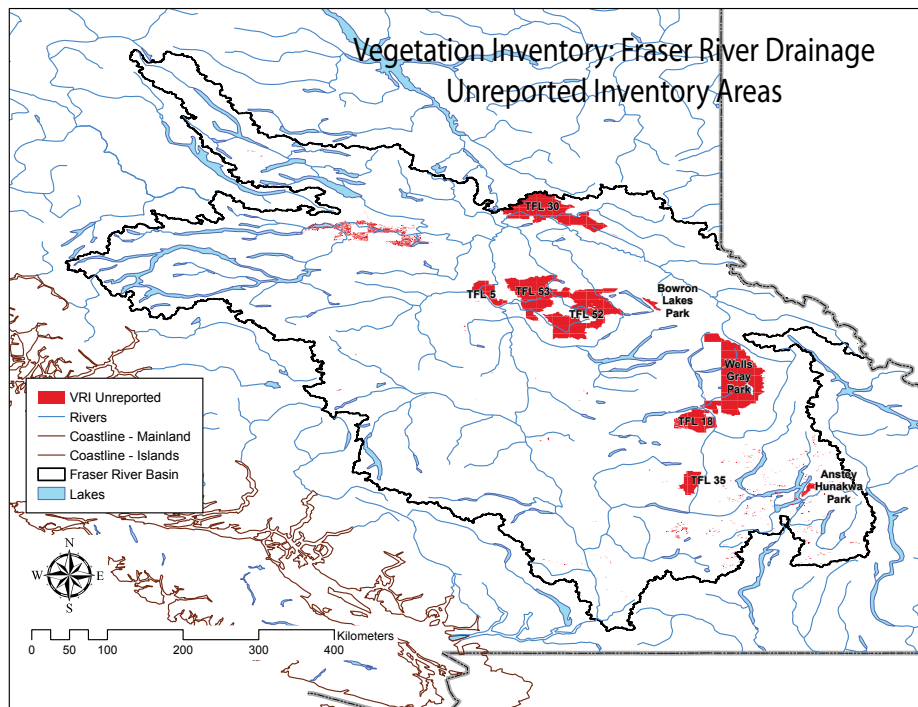 Vegetation Inventory: Fraser River Drainage
Unreported Inventory Areas
TFL 30
TFL 5
TFL 53
TFL 52
Bowron
Lakes
Park
Wells
Gray
Park
TFL 18
TFL 35
Anstey
Hunakwa
Park
VRI Unreported
Rivers
Coastline - Mainland
Coastline - Islands
Fraser River Basin
Lakes
N
W E
S
Kilometers
0 50 100 200 300 400